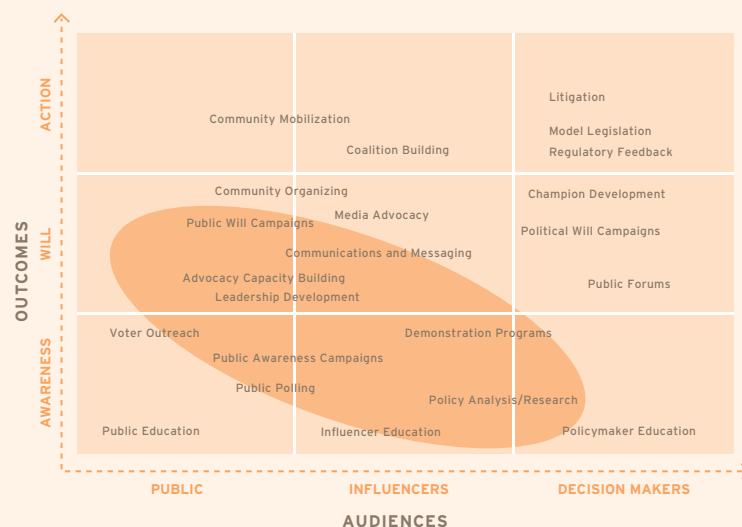 Litigation
Community Mobilization
Model Legislation
Coalition Building
Regulatory Feedback
Community Organizing
Champion Development
Media Advocacy
Public Will Campaigns
Political Will Campaigns
Communications and Messaging
Advocacy Capacity Building
Public Forums
Leadership Development
Voter Outreach
Demonstration Programs
Public Awareness Campaigns
Public Polling
Policy Analysis/Research
Public Education
Influencer Education
Policymaker Education
OUTCOMES
ACTION
WILL
AWARENESS
PUBLIC
INFLUENCERS
DECISION MAKERS
AUDIENCES